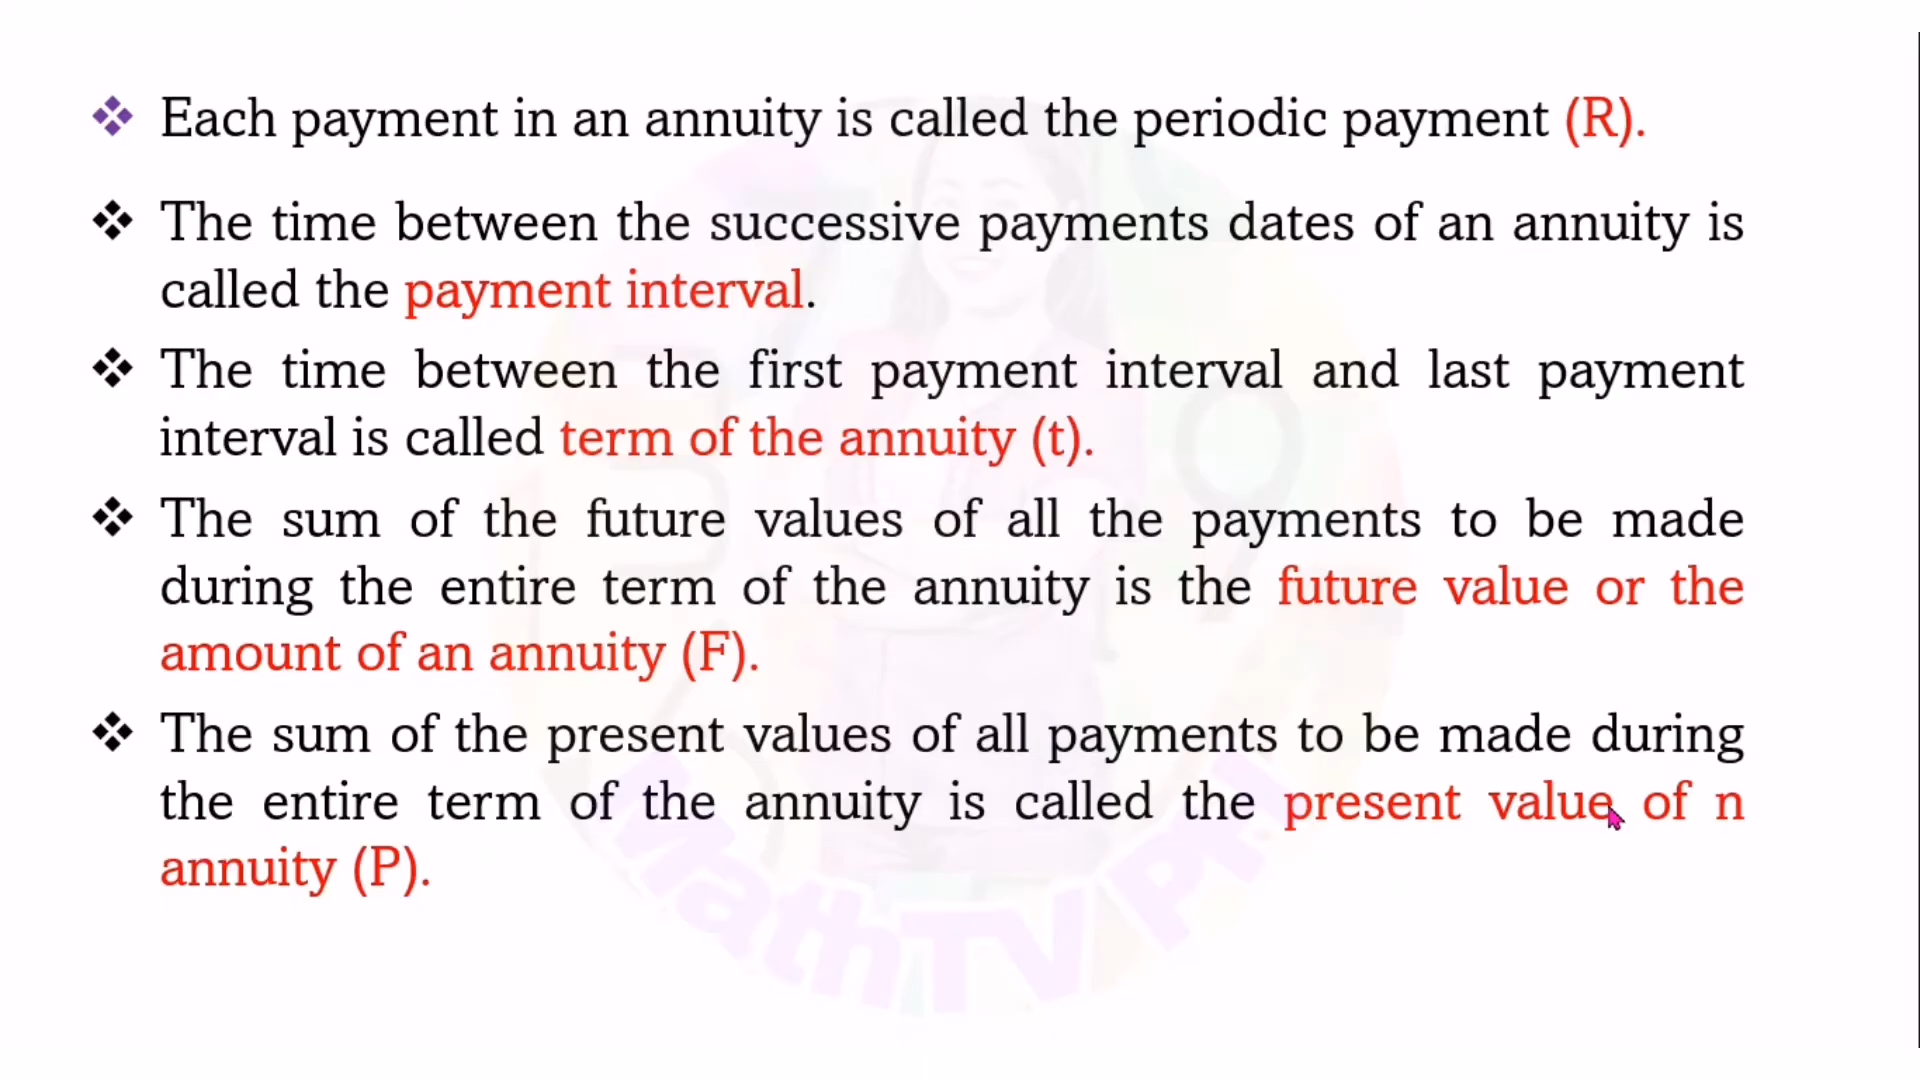 Each payment in an annuity is called the periodic payment (R).
The time between the successive payments dates of an annuity is
called the payment interval.
The time between the first payment interval and last payment
interval is called term of the annuity (t).
The sum of the future values of all the payments to be made
during the entire term of the annuity is the future value or the
amount of an annuity (F).
The sum of the present values of all payments to be made during
the entire term of the annuity is called the present value of n
annuity (P).
MathTV PH